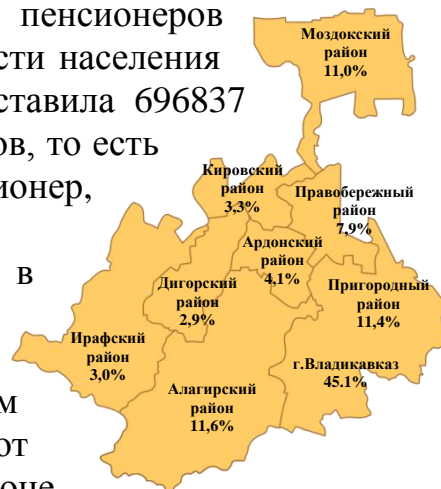 пенсионеров
сти населения
ставила 696837
ов, то есть
ионер,
в
м
от
оне
Моздокский
район
11,0%
Кировский
район
3,3%
Правобережный
район
7,9%
Ардонский
район
4,1%
Дигорский
район
2,9%
Пригородный
район
11,4%
Ирафский
район
3,0%
г.Владикавказ
45.1%
Алагирский
район
11,6%